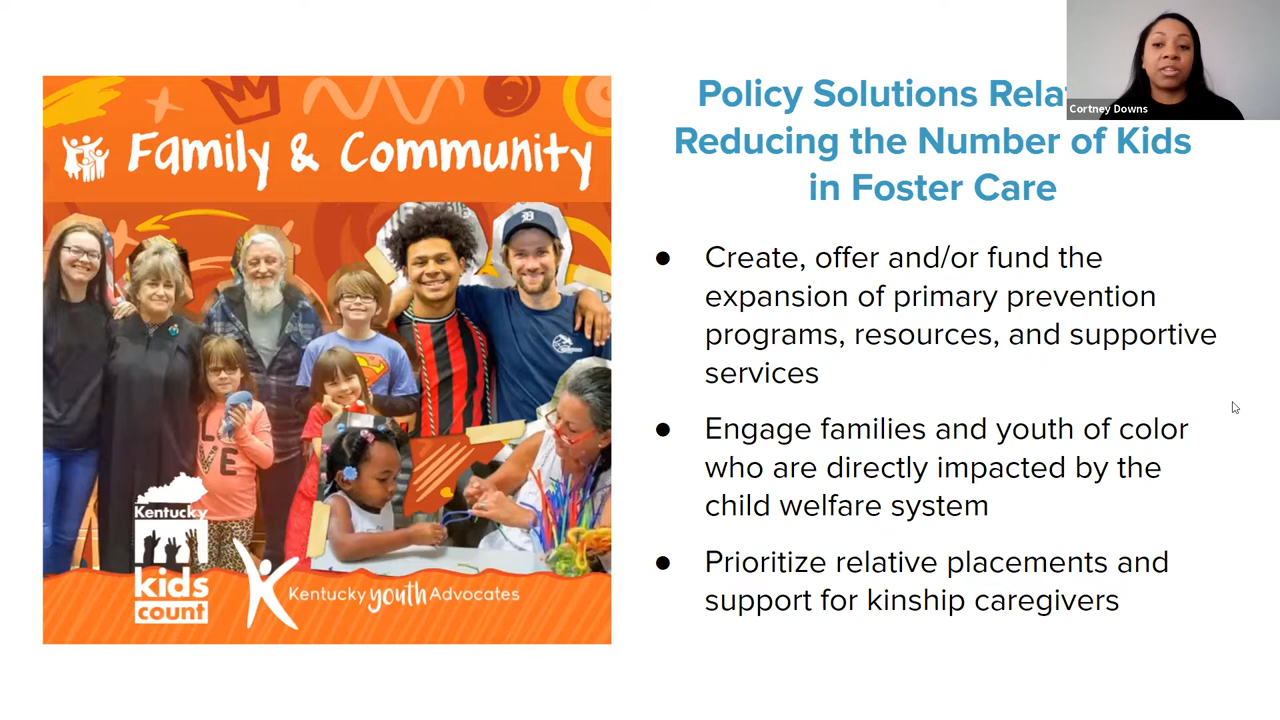 Family & Community
Kentucky
kids
count
Kentucky youth Advocates
LOVE
D
Policy Solutions
Reducing the Number of Kids
in Foster Care
● Create, offer and/or fund the
expansion of primary prevention
programs, resources, and supportive
services
● Engage families and youth of color
who are directly impacted by the
child welfare system
● Prioritize relative placements and
support for kinship caregivers
Cortney Downs